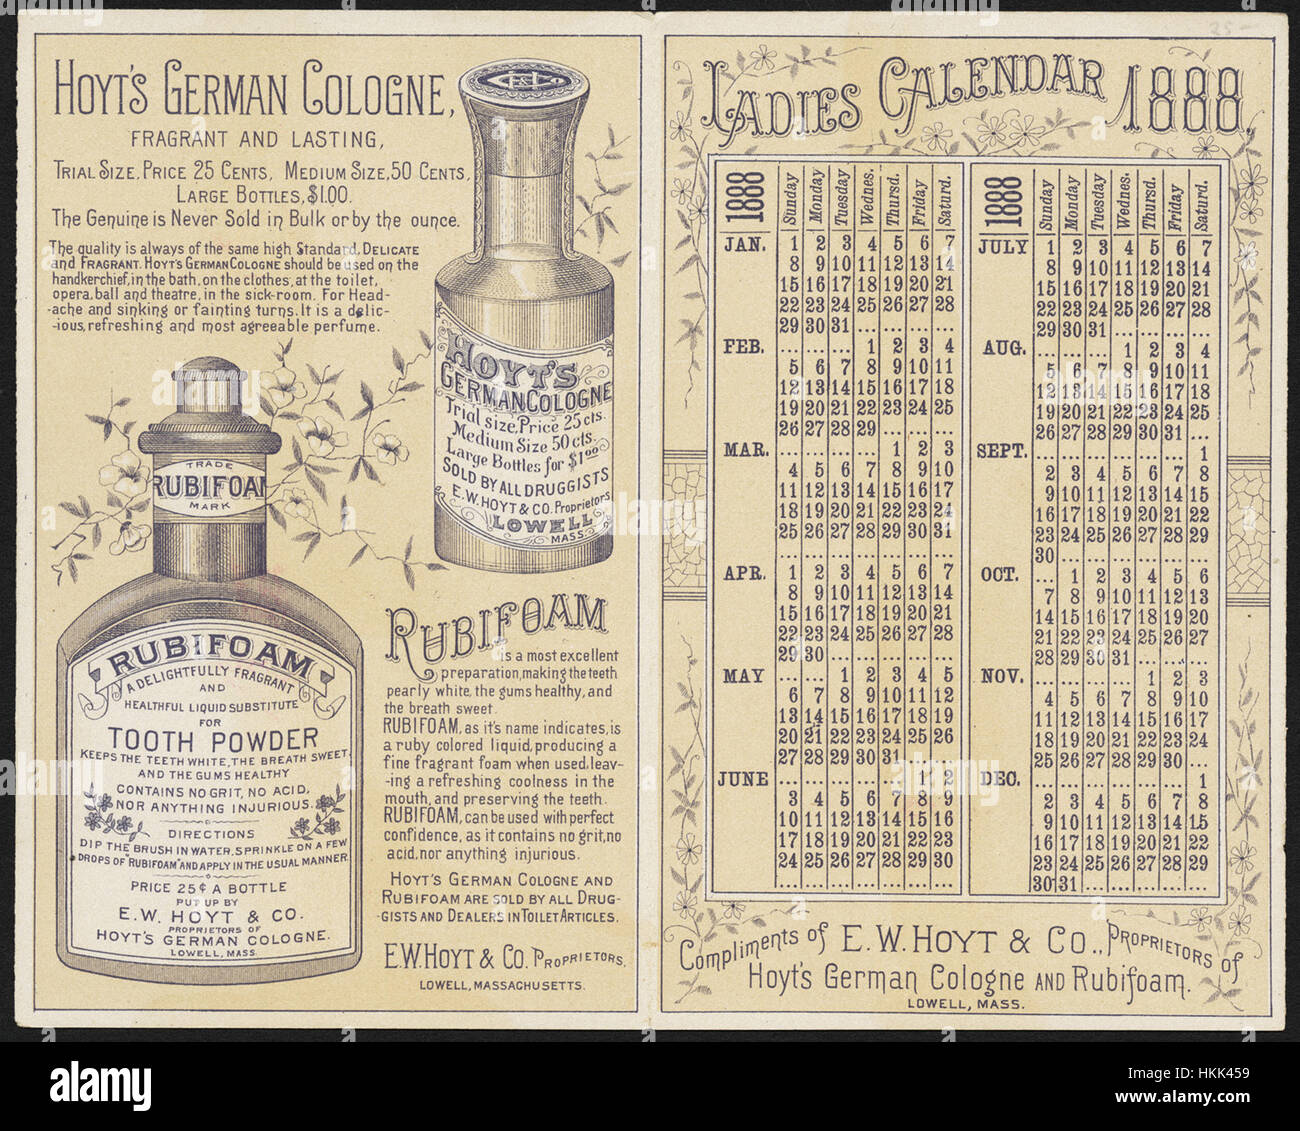 HOYT'S GERMAN COLOGNE,
FRAGRANT AND LASTING,
TRIAL SIZE, PRICE 25 CENTS, MEDIUM SIZE, 50 CENTS,
LARGE BOTTLES, $1.00.
The Genuine is Never Sold in Bulk or by the ounce.
The quality is always of the same high Standard, DELICATE
and FRAGRANT. HOYT'S GERMAN COLOGNE should be used on the
handkerchief, in the bath, on the clothes, at the toilet,
opera, ball and theatre, in the sick-room. For Head-
-ache and sinking or fainting turns. It is a delic-
-ious, refreshing and most agreeable perfume.
HOYT'S
GERMAN COLOGNE
Trial size, Price 25 cts.
Medium Size 50 cts.
Large Bottles for $1.00
SOLD BY ALL DRUGGISTS
E.W. HOYT & CO. Proprietors
LOWELL
MASS.
TRADE
RUBIFOAM
MARK
RUBIFOAM
A DELIGHTFULLY FRAGRANT
AND
HEALTHFUL LIQUID SUBSTITUTE
FOR
TOOTH POWDER
KEEPS THE TEETH WHITE, THE BREATH SWEET
AND THE GUMS HEALTHY
CONTAINS NO GRIT, NO ACID,
NOR ANYTHING INJURIOUS.
DIRECTIONS
DIP THE BRUSH IN WATER, SPRINKLE ON A FEW
DROPS OF "RUBIFOAM" AND APPLY IN THE USUAL MANNER
PRICE 25¢ A BOTTLE
PUT UP BY
E.W. HOYT & CO.
PROPRIETORS OF
HOYT'S GERMAN COLOGNE.
LOWELL, MASS.
RUBIFOAM
is a most excellent
preparation, making the teeth
pearly white, the gums healthy, and
the breath sweet.
RUBIFOAM, as it's name indicates, is
a ruby colored liquid, producing a
fine fragrant foam when used, leav-
-ing a refreshing coolness in the
mouth, and preserving the teeth.
RUBIFOAM, can be used with perfect
confidence, as it contains no grit, no
acid, nor anything injurious.
HOYT'S GERMAN COLOGNE AND
RUBIFOAM ARE SOLD BY ALL DRUG-
-GISTS AND DEALERS IN TOILET ARTICLES.
E.W. HOYT & CO. PROPRIETORS,
LOWELL, MASSACHUSETTS.
25-
LADIES CALENDAR 1888.
1888 Sunday Monday Tuesday Wednes. Thursd. Friday Saturd.
JAN. 1 2 3 4 5 6 7
8 9 10 11 12 13 14
15 16 17 18 19 20 21
22 23 24 25 26 27 28
29 30 31 ... ... ... ...
FEB. ... ... ... 1 2 3 4
5 6 7 8 9 10 11
12 13 14 15 16 17 18
19 20 21 22 23 24 25
26 27 28 29 ... ... ...
MAR. ... ... ... ... 1 2 3
4 5 6 7 8 9 10
11 12 13 14 15 16 17
18 19 20 21 22 23 24
25 26 27 28 29 30 31
... ... ... ... ... ... ...
APR. 1 2 3 4 5 6 7
8 9 10 11 12 13 14
15 16 17 18 19 20 21
22 23 24 25 26 27 28
29 30 ... ... ... ... ...
MAY ... ... 1 2 3 4 5
6 7 8 9 10 11 12
13 14 15 16 17 18 19
20 21 22 23 24 25 26
27 28 29 30 31 ... ...
JUNE ... ... ... ... ... 1 2
3 4 5 6 7 8 9
10 11 12 13 14 15 16
17 18 19 20 21 22 23
24 25 26 27 28 29 30
... ... ... ... ... ... ...
1888 Sunday Monday Tuesday Wednes. Thursd. Friday Saturd.
JULY 1 2 3 4 5 6 7
8 9 10 11 12 13 14
15 16 17 18 19 20 21
22 23 24 25 26 27 28
29 30 31 ... ... ... ...
AUG. ... ... ... 1 2 3 4
5 6 7 8 9 10 11
12 13 14 15 16 17 18
19 20 21 22 23 24 25
26 27 28 29 30 31 ...
SEPT. ... ... ... ... ... ... 1
2 3 4 5 6 7 8
9 10 11 12 13 14 15
16 17 18 19 20 21 22
23 24 25 26 27 28 29
30 ... ... ... ... ... ...
OCT. ... 1 2 3 4 5 6
7 8 9 10 11 12 13
14 15 16 17 18 19 20
21 22 23 24 25 26 27
28 29 30 31 ... ... ...
NOV. ... ... ... ... 1 2 3
4 5 6 7 8 9 10
11 12 13 14 15 16 17
18 19 20 21 22 23 24
25 26 27 28 29 30 ...
DEC. ... ... ... ... ... ... 1
2 3 4 5 6 7 8
9 10 11 12 13 14 15
16 17 18 19 20 21 22
23 24 25 26 27 28 29
30 31 ... ... ... ... ...
Compliments of E.W. HOYT & CO., PROPRIETORS of
Hoyt's German Cologne AND Rubifoam.
LOWELL, MASS.
a alamy stock photo
HKK459
www.alamy.com